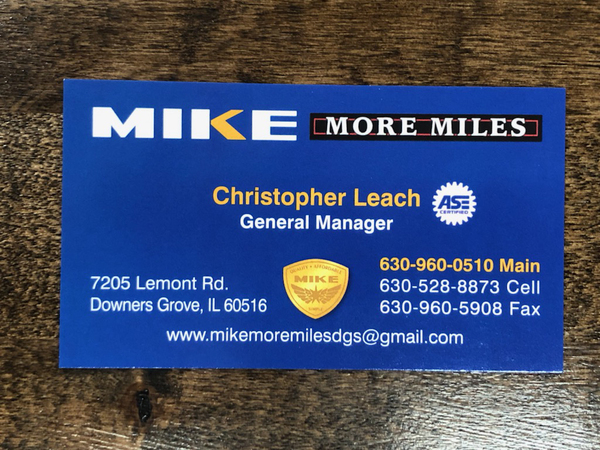 MIKE MORE MILES
Christopher Leach
ASE
CERTIFIED
General Manager
630-960-0510 Main
7205 Lemont Rd.
MIKE
630-528-8873 Cell
Downers Grove, IL 60516
630-960-5908 Fax
www.mikemoremilesdgs@gmail.com